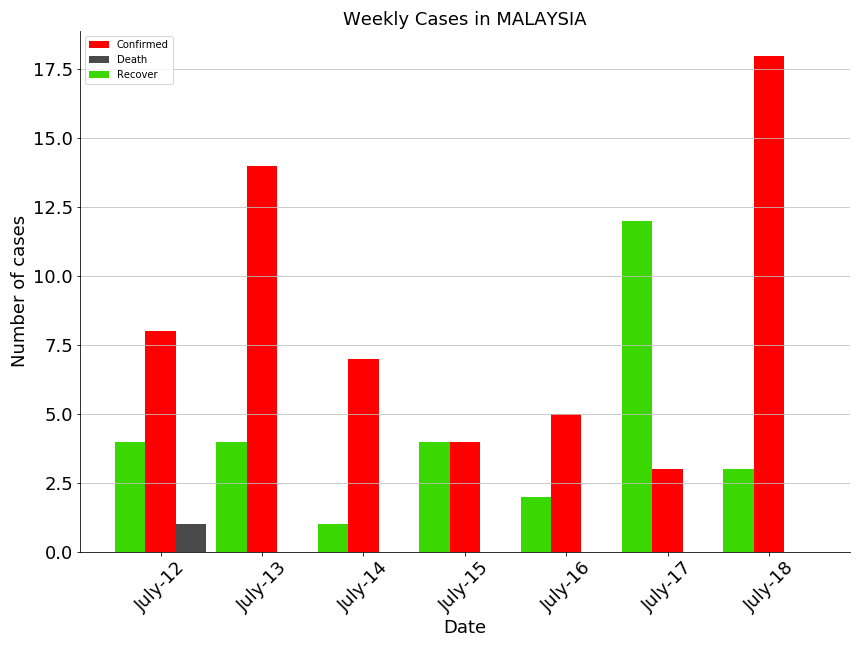 Weekly Cases in MALAYSIA
Confirmed
Death
Recover
17.5
15.0
12.5
10.0
7.5
5.0
2.5
0.0
Number of cases
July-12
July-13
July-14
July-15
July-16
July-17
July-18
Date